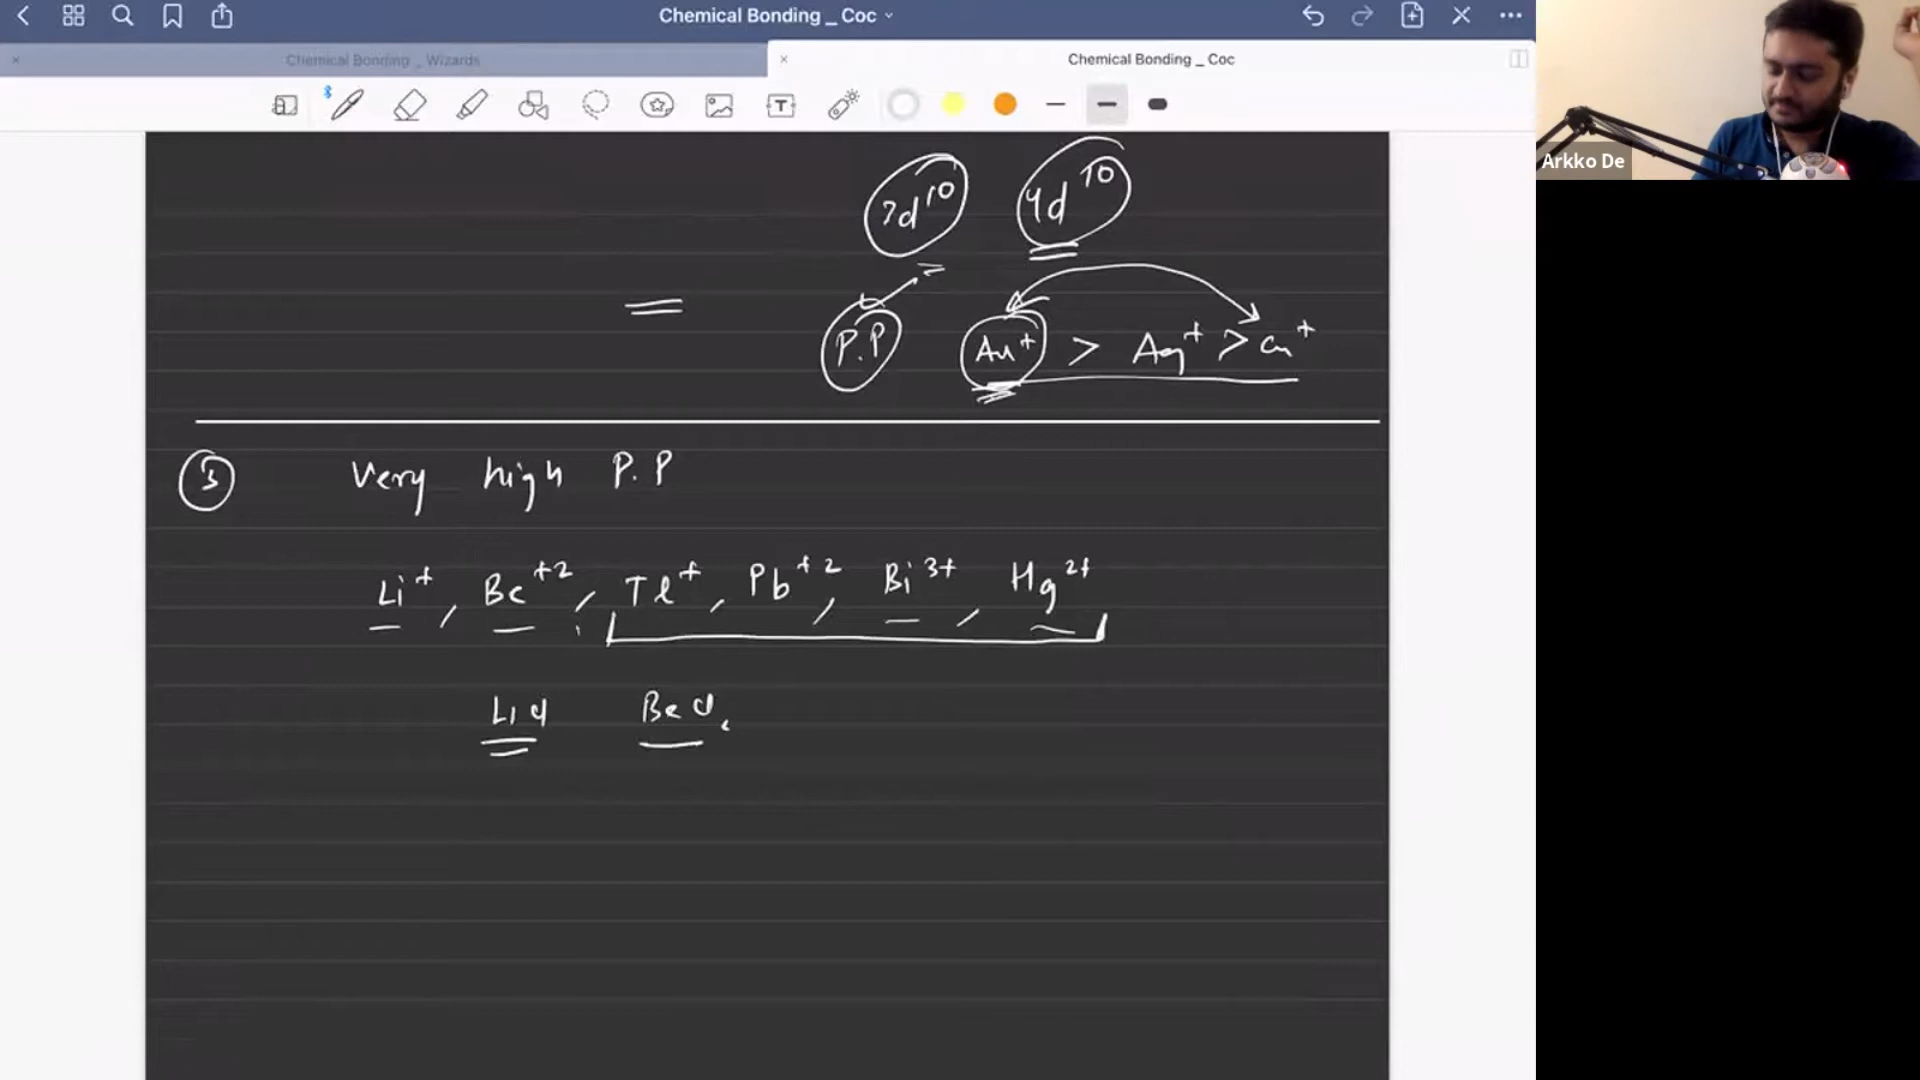 Chemical Bonding _ Coc
Chemical Bonding _ Wizards
Chemical Bonding _ Coc
Arkko De
3d¹⁰ 4d¹⁰
P.P Au⁺ > Ag⁺ > Cu⁺
③ Very high P.P
Li⁺, Be⁺², Tl⁺, Pb⁺², Bi³⁺, Hg²⁺
LiCl BeCl₂